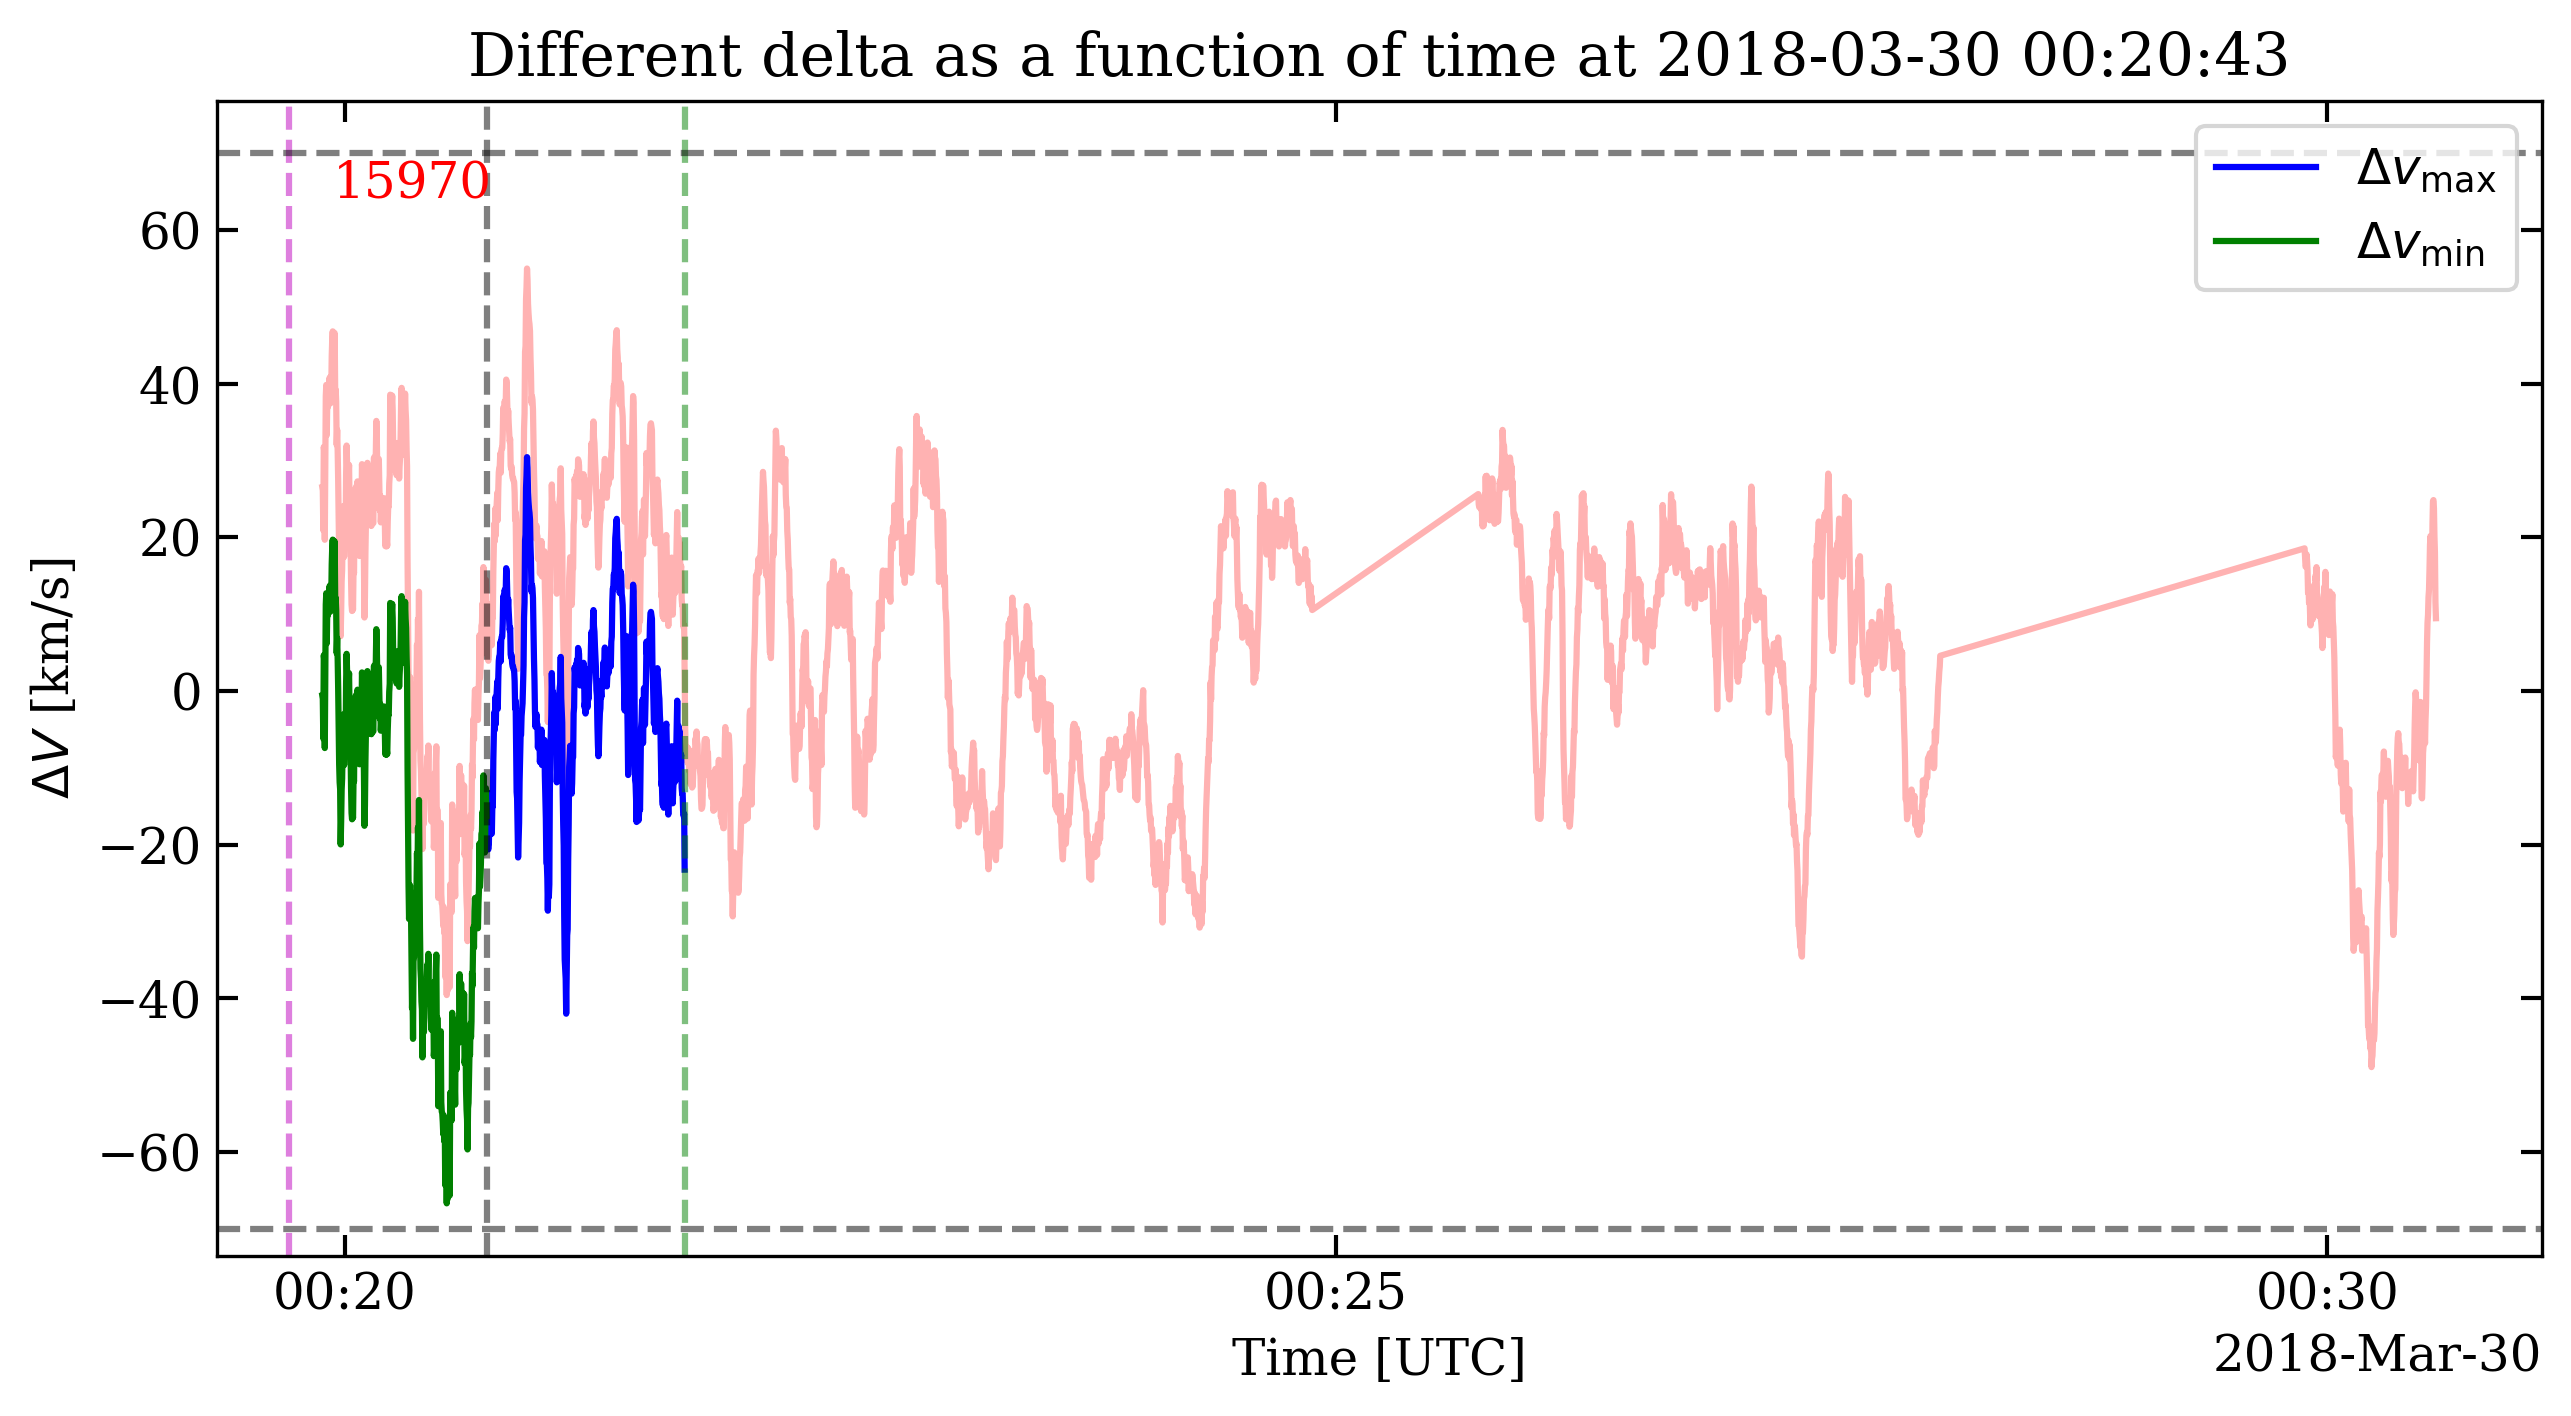 Different delta as a function of time at 2018-03-30 00:20:43
15970
Δv_max
Δv_min
60
40
20
0
−20
−40
−60
ΔV [km/s]
00:20
00:25
00:30
Time [UTC]
2018-Mar-30